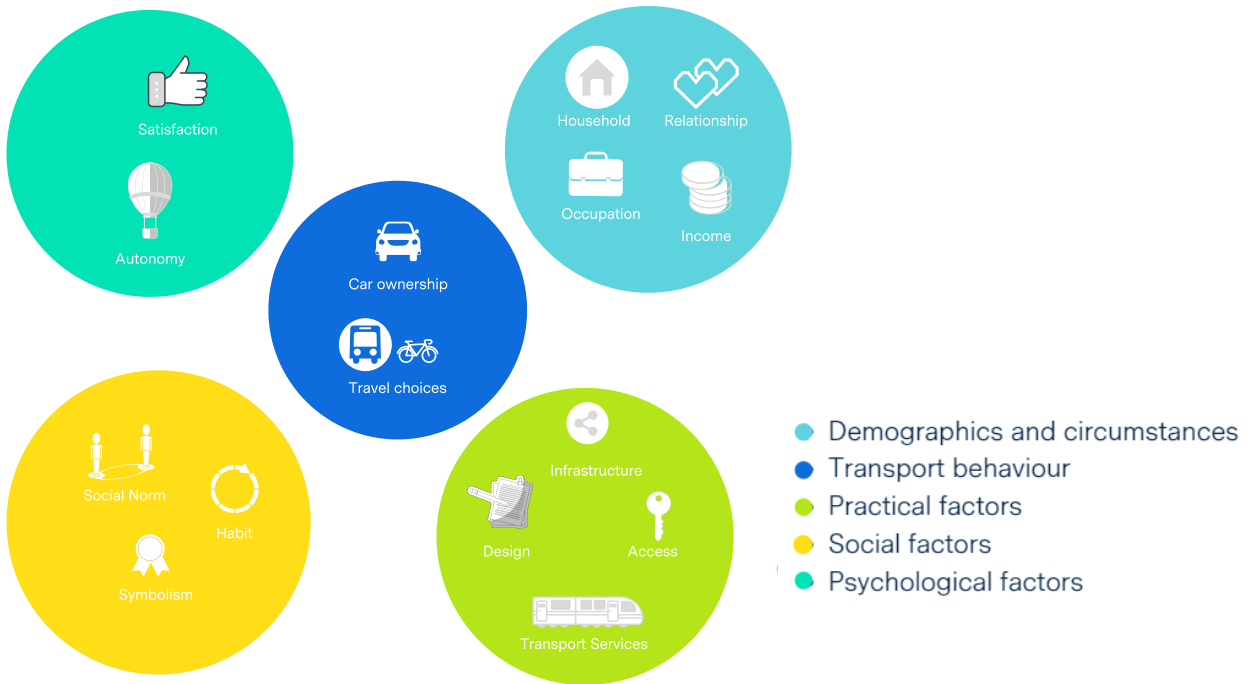 Satisfaction
Autonomy
Household
Relationship
Occupation
Income
Car ownership
Travel choices
Social Norm
Habit
Symbolism
Infrastructure
Design
Access
Transport Services
Demographics and circumstances
Transport behaviour
Practical factors
Social factors
Psychological factors